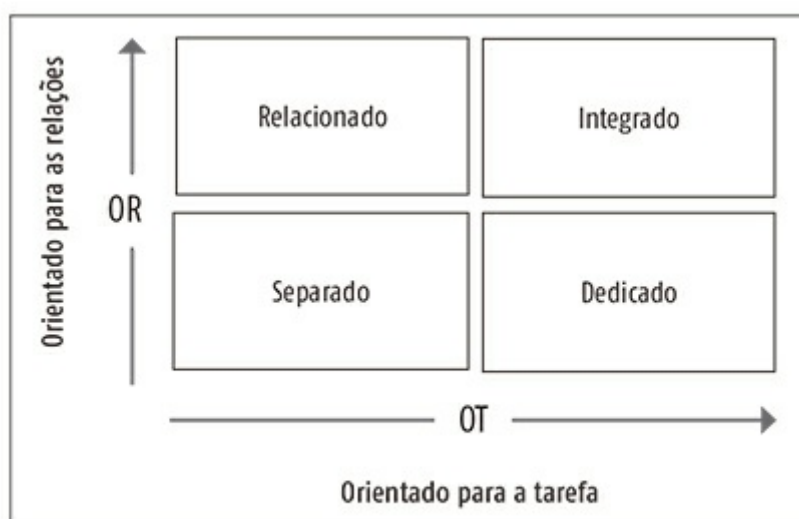 Orientado para as relações
OR
Relacionado
Integrado
Separado
Dedicado
OT
Orientado para a tarefa